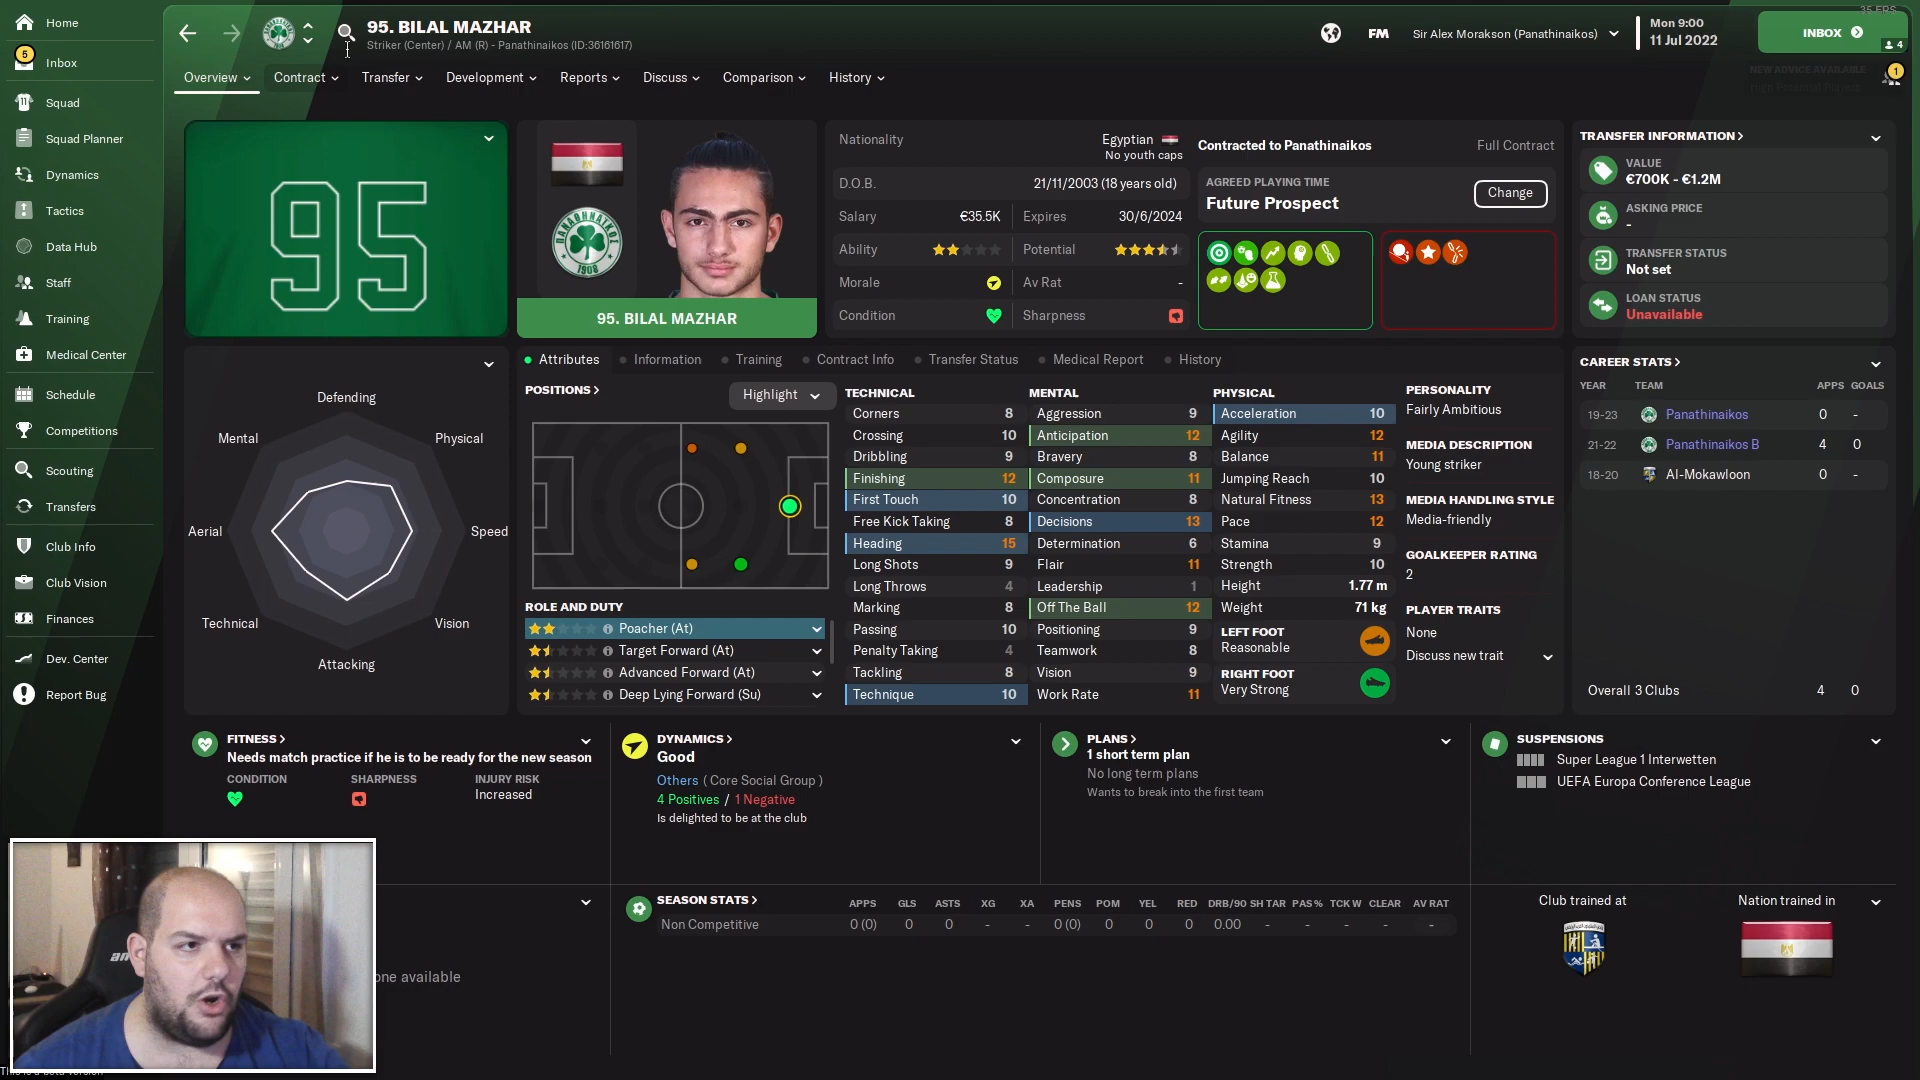 35 FPS
Home
5
Inbox
Squad
Squad Planner
Dynamics
Tactics
Data Hub
Staff
Training
Medical Center
Schedule
Competitions
Scouting
Transfers
Club Info
Club Vision
Finances
Dev. Center
Report Bug
95. BILAL MAZHAR
Striker (Center) / AM (R) - Panathinaikos (ID:36161617)
FM
Sir Alex Morakson (Panathinaikos)
Mon 9:00
11 Jul 2022
INBOX
4
Overview
Contract
Transfer
Development
Reports
Discuss
Comparison
History
NEW ADVICE AVAILABLE
1
95
ΠΑΝΑΘΗΝΑΪΚΟΣ
1908
95. BILAL MAZHAR
Nationality Egyptian
No youth caps
D.O.B. 21/11/2003 (18 years old)
Salary €35.5K Expires 30/6/2024
Ability Potential
Morale Av Rat -
Condition Sharpness
Contracted to Panathinaikos Full Contract
AGREED PLAYING TIME
Future Prospect
Change
TRANSFER INFORMATION
VALUE
€700K - €1.2M
ASKING PRICE
-
TRANSFER STATUS
Not set
LOAN STATUS
Unavailable
Defending
Mental Physical
Aerial Speed
Technical Vision
Attacking
Attributes Information Training Contract Info Transfer Status Medical Report History
POSITIONS
Highlight
ROLE AND DUTY
Poacher (At)
Target Forward (At)
Advanced Forward (At)
Deep Lying Forward (Su)
TECHNICAL
Corners 8
Crossing 10
Dribbling 9
Finishing 12
First Touch 10
Free Kick Taking 8
Heading 15
Long Shots 9
Long Throws 4
Marking 8
Passing 10
Penalty Taking 4
Tackling 8
Technique 10
MENTAL
Aggression 9
Anticipation 12
Bravery 8
Composure 11
Concentration 8
Decisions 13
Determination 6
Flair 11
Leadership 1
Off The Ball 12
Positioning 9
Teamwork 8
Vision 9
Work Rate 11
PHYSICAL
Acceleration 10
Agility 12
Balance 11
Jumping Reach 10
Natural Fitness 13
Pace 12
Stamina 9
Strength 10
Height 1.77 m
Weight 71 kg
LEFT FOOT
Reasonable
RIGHT FOOT
Very Strong
PERSONALITY
Fairly Ambitious
MEDIA DESCRIPTION
Young striker
MEDIA HANDLING STYLE
Media-friendly
GOALKEEPER RATING
2
PLAYER TRAITS
None
Discuss new trait
CAREER STATS
YEAR TEAM APPS GOALS
19-23 Panathinaikos 0 -
21-22 Panathinaikos B 4 0
18-20 Al-Mokawloon 0 -
Overall 3 Clubs 4 0
FITNESS
Needs match practice if he is to be ready for the new season
CONDITION SHARPNESS INJURY RISK
Increased
DYNAMICS
Good
Others ( Core Social Group )
4 Positives / 1 Negative
Is delighted to be at the club
PLANS
1 short term plan
No long term plans
Wants to break into the first team
SUSPENSIONS
Super League 1 Interwetten
UEFA Europa Conference League
one available
SEASON STATS APPS GLS ASTS XG XA PENS POM YEL RED DRB/90 SH TAR PAS % TCK W CLEAR AV RAT
Non Competitive 0 (0) 0 0 - - 0 (0) 0 0 0 0.00 - - - - -
Club trained at
Nation trained in
This is a beta version